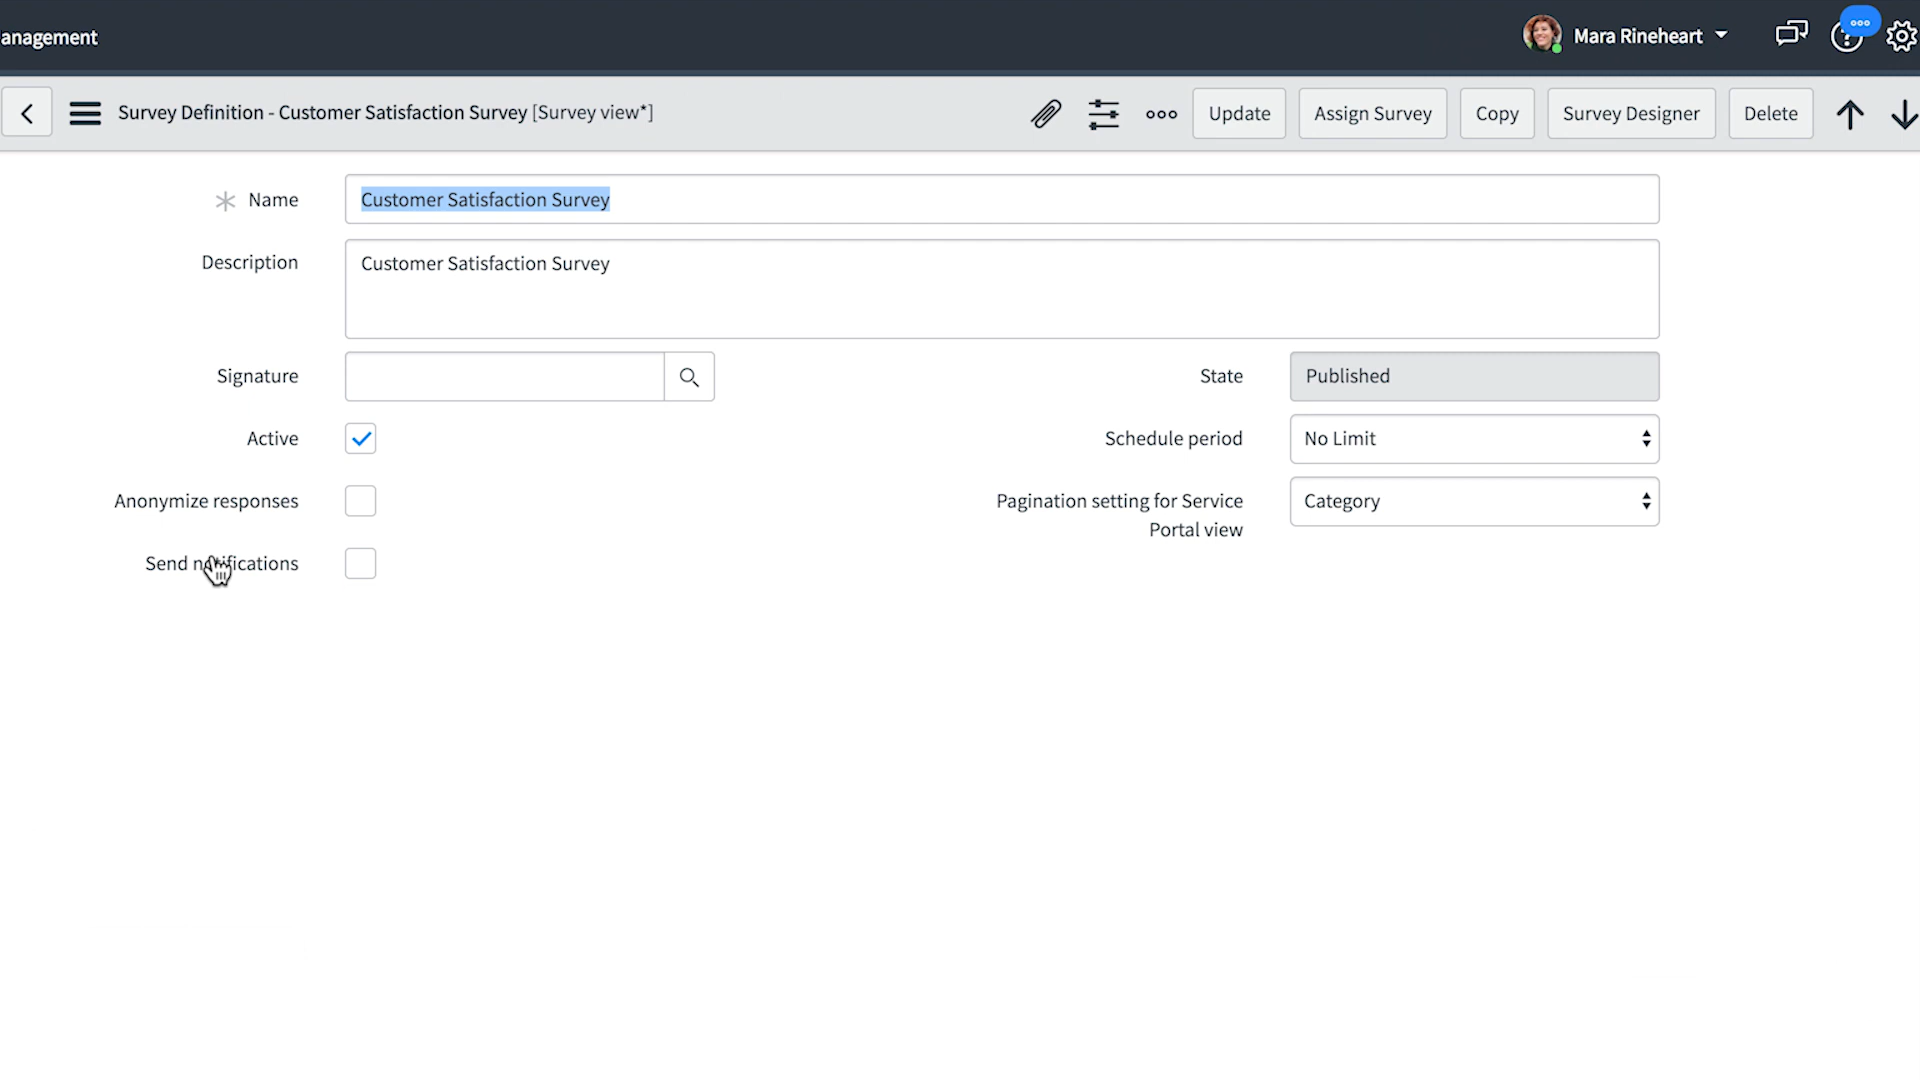 anagement
Mara Rineheart
Survey Definition - Customer Satisfaction Survey [Survey view*]
Update
Assign Survey
Copy
Survey Designer
Delete
Name
Customer Satisfaction Survey
Description
Customer Satisfaction Survey
Signature
State
Published
Active
Schedule period
No Limit
Anonymize responses
Pagination setting for Service
Portal view
Category
Send notifications